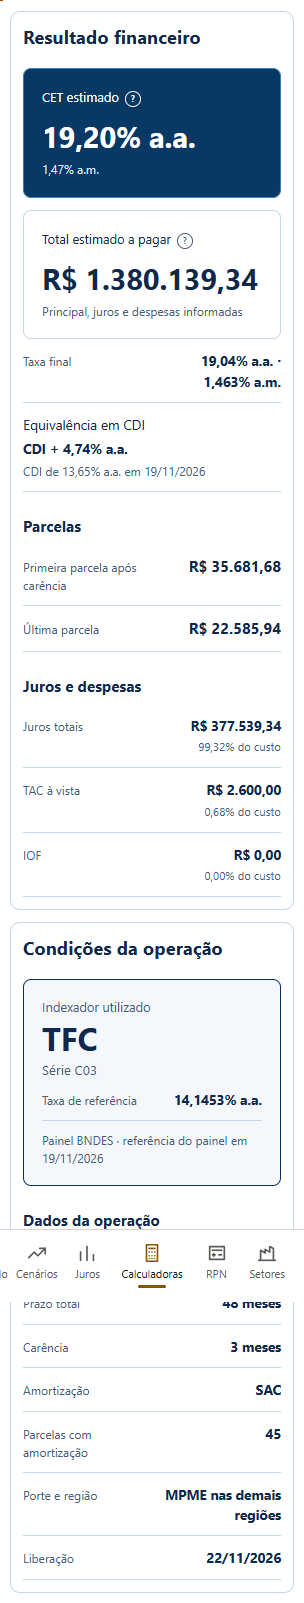 Resultado financeiro
CET estimado ?
19,20% a.a.
1,47% a.m.
Total estimado a pagar ?
R$ 1.380.139,34
Principal, juros e despesas informadas
Taxa final
19,04% a.a. ·
1,463% a.m.
Equivalência em CDI
CDI + 4,74% a.a.
CDI de 13,65% a.a. em 19/11/2026
Parcelas
Primeira parcela após
carência
R$ 35.681,68
Última parcela
R$ 22.585,94
Juros e despesas
Juros totais
R$ 377.539,34
99,32% do custo
TAC à vista
R$ 2.600,00
0,68% do custo
IOF
R$ 0,00
0,00% do custo
Condições da operação
Indexador utilizado
TFC
Série C03
Taxa de referência
14,1453% a.a.
Painel BNDES · referência do painel em
19/11/2026
Dados da operação
Cenários
Juros
Calculadoras
RPN
Setores
Prazo total
48 meses
Carência
3 meses
Amortização
SAC
Parcelas com
amortização
45
Porte e região
MPME nas demais
regiões
Liberação
22/11/2026